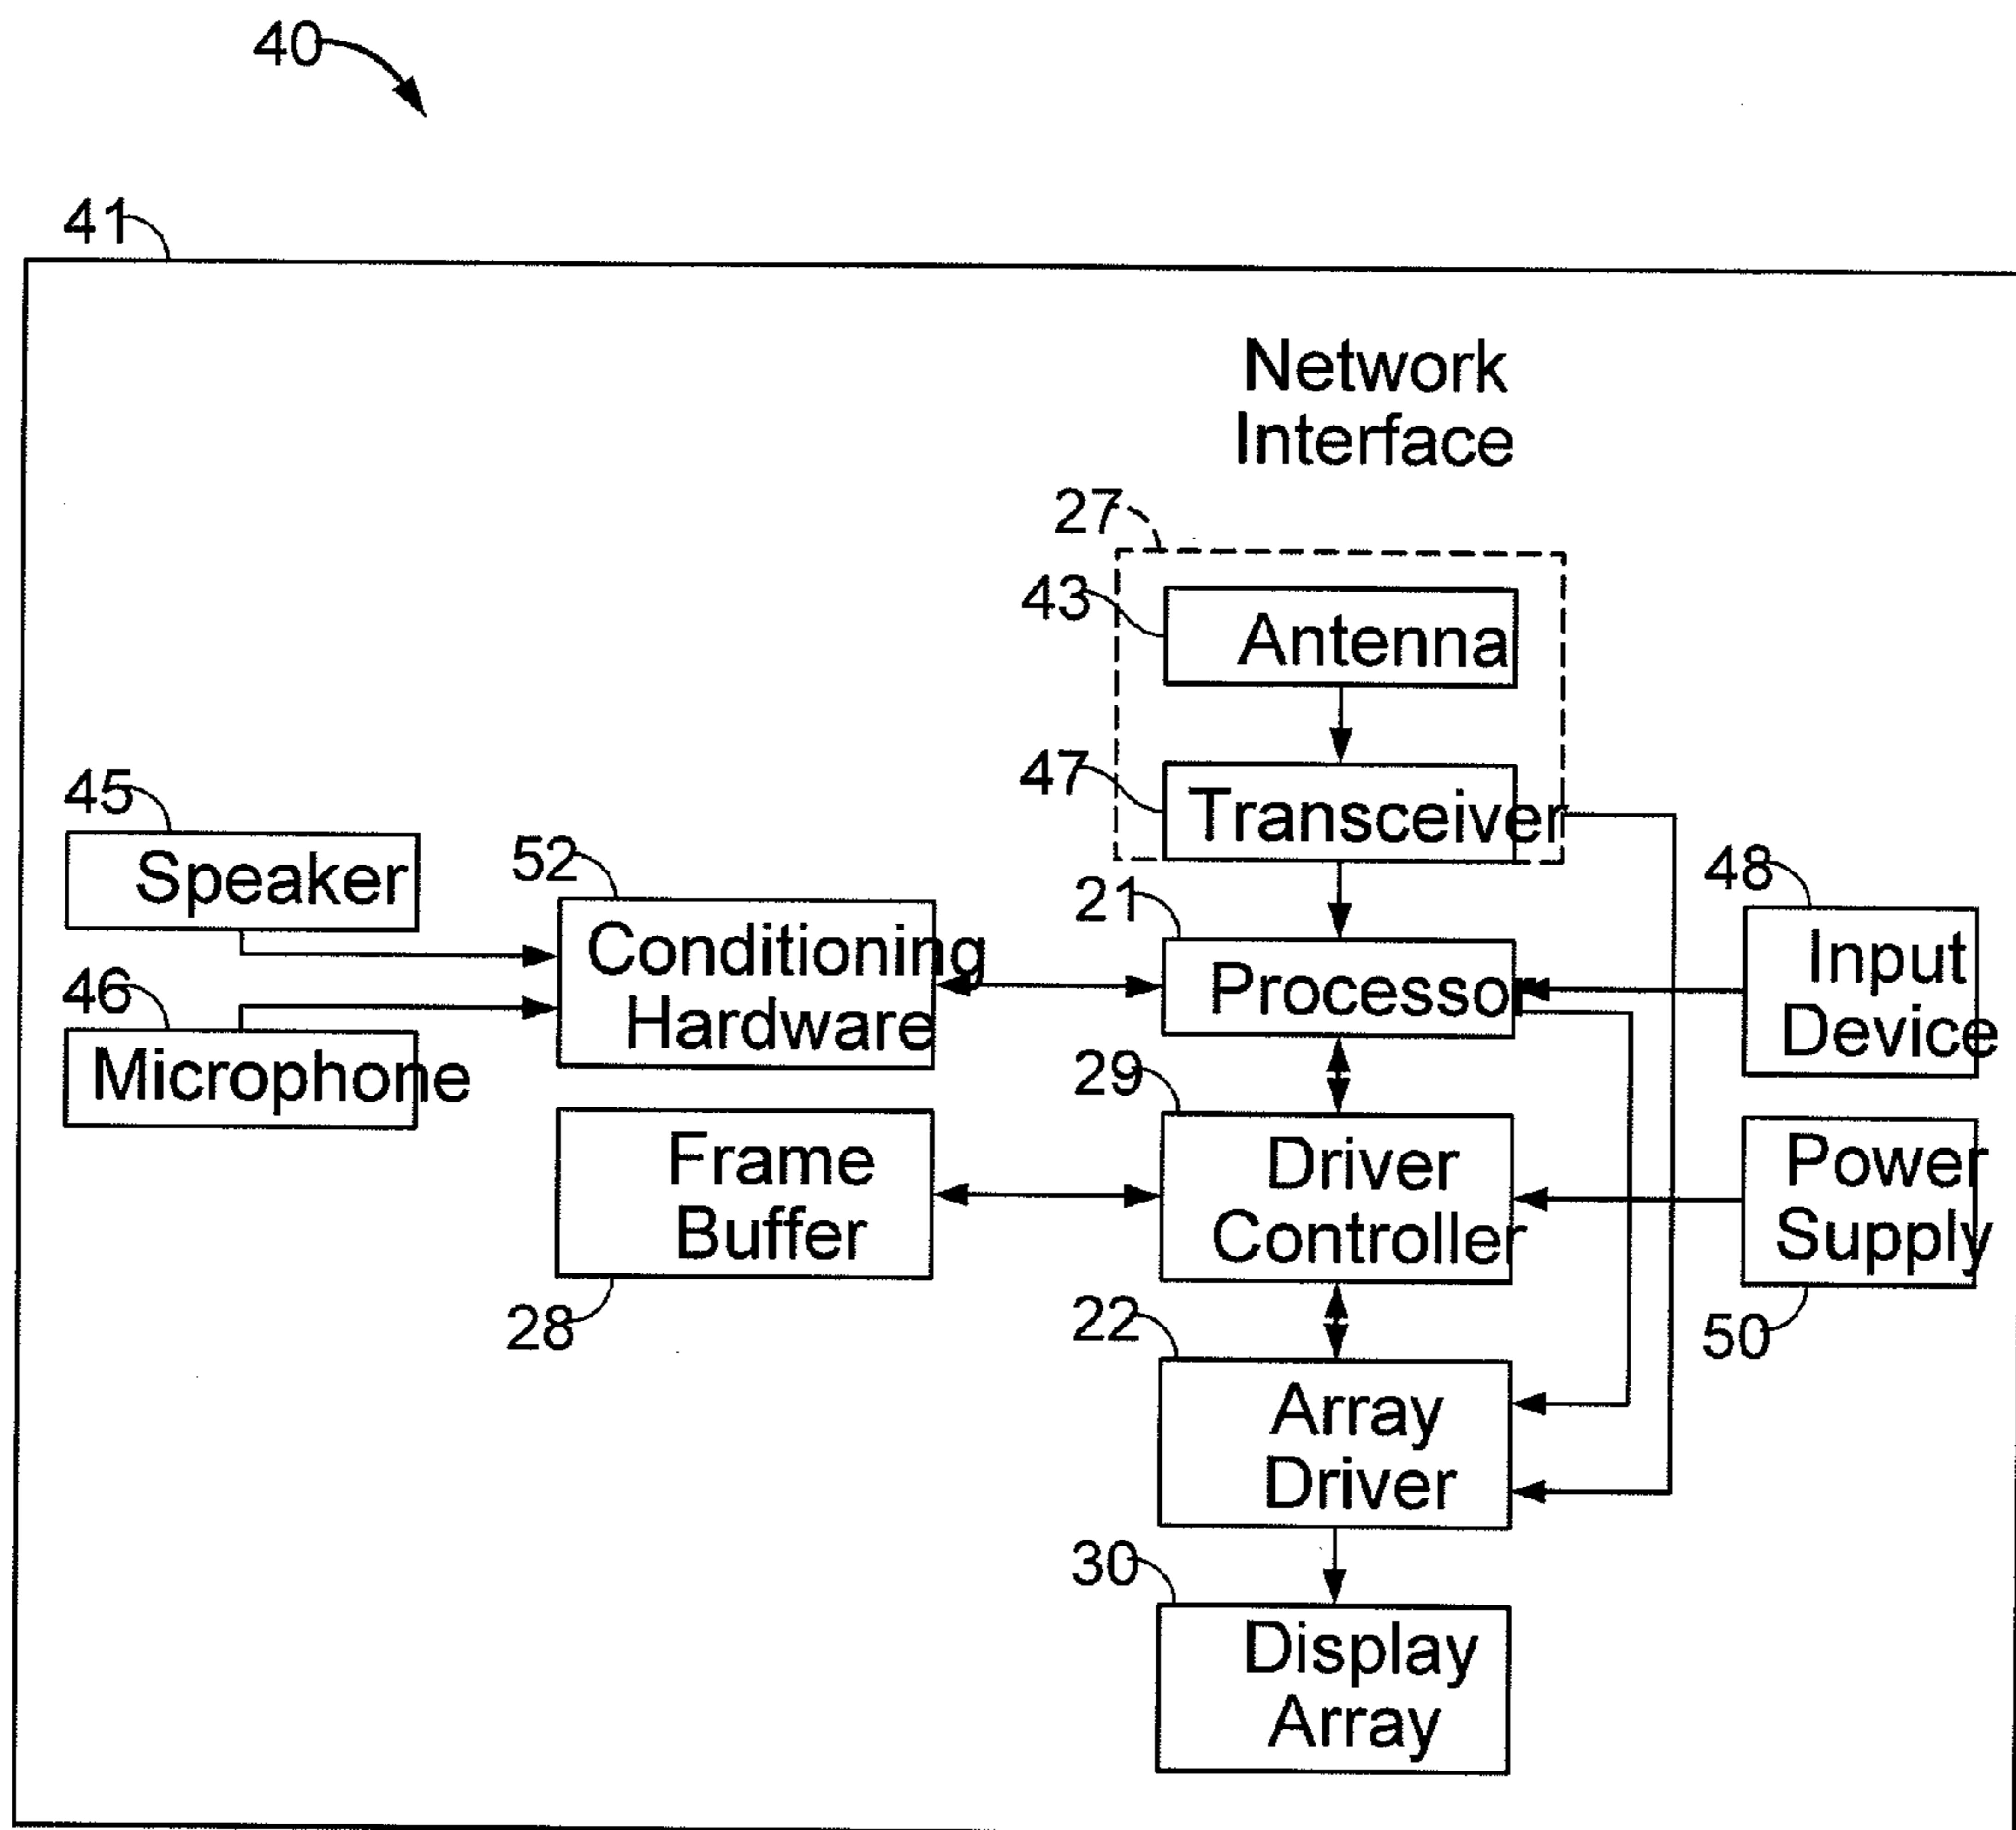 40
41
Network
Interface
27
43
Antenna
47
Transceiver
45
Speaker
52
Conditioning
Hardware
21
Processor
48
Input
Device
46
Microphone
29
Driver
Controller
Frame
Buffer
28
Power
Supply
50
22
Array
Driver
30
Display
Array